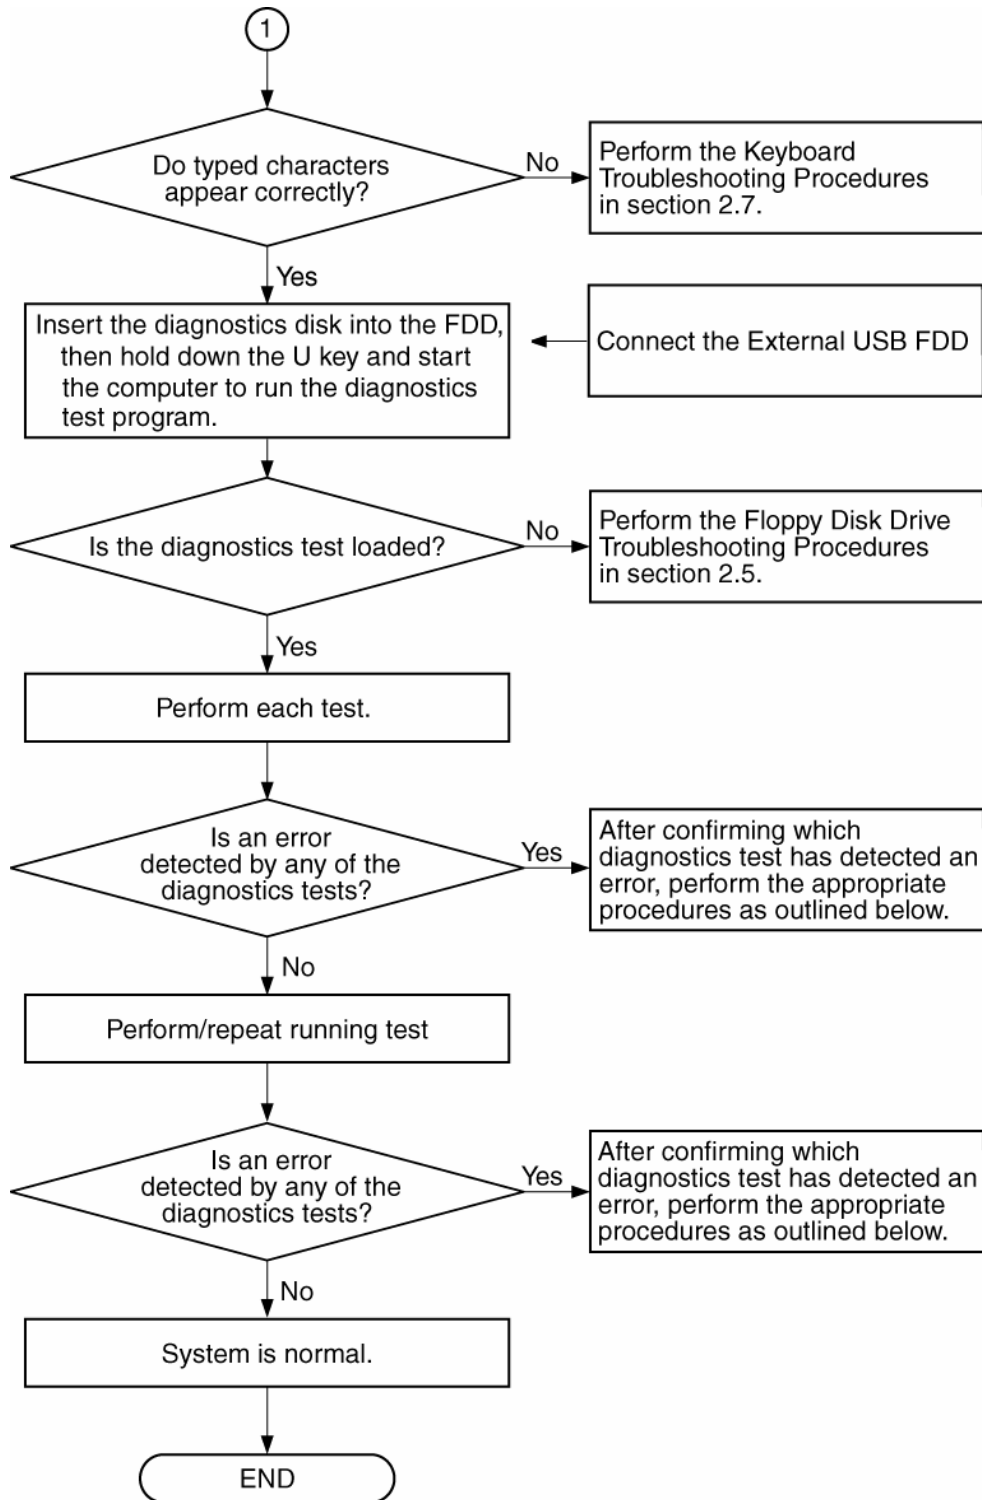 1
Do typed characters
appear correctly?
No
Perform the Keyboard
Troubleshooting Procedures
in section 2.7.
Yes
Insert the diagnostics disk into the FDD,
then hold down the U key and start
the computer to run the diagnostics
test program.
Connect the External USB FDD
Is the diagnostics test loaded?
No
Perform the Floppy Disk Drive
Troubleshooting Procedures
in section 2.5.
Yes
Perform each test.
Is an error
detected by any of the
diagnostics tests?
Yes
After confirming which
diagnostics test has detected an
error, perform the appropriate
procedures as outlined below.
No
Perform/repeat running test
Is an error
detected by any of the
diagnostics tests?
Yes
After confirming which
diagnostics test has detected an
error, perform the appropriate
procedures as outlined below.
No
System is normal.
END